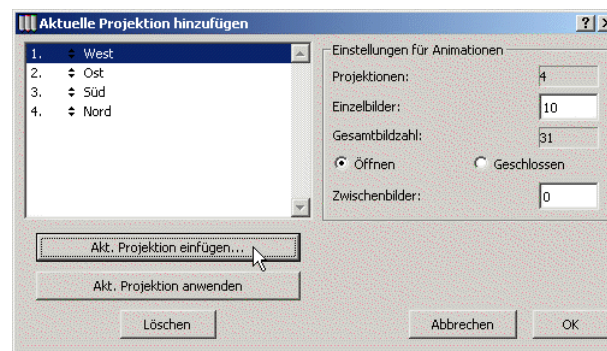 Aktuelle Projektion hinzufügen
1. West
2. Ost
3. Süd
4. Nord
Einstellungen für Animationen
Projektionen: 4
Einzelbilder: 10
Gesamtbildzahl: 31
Öffnen Geschlossen
Zwischenbilder: 0
Akt. Projektion einfügen...
Akt. Projektion anwenden
Löschen Abbrechen OK